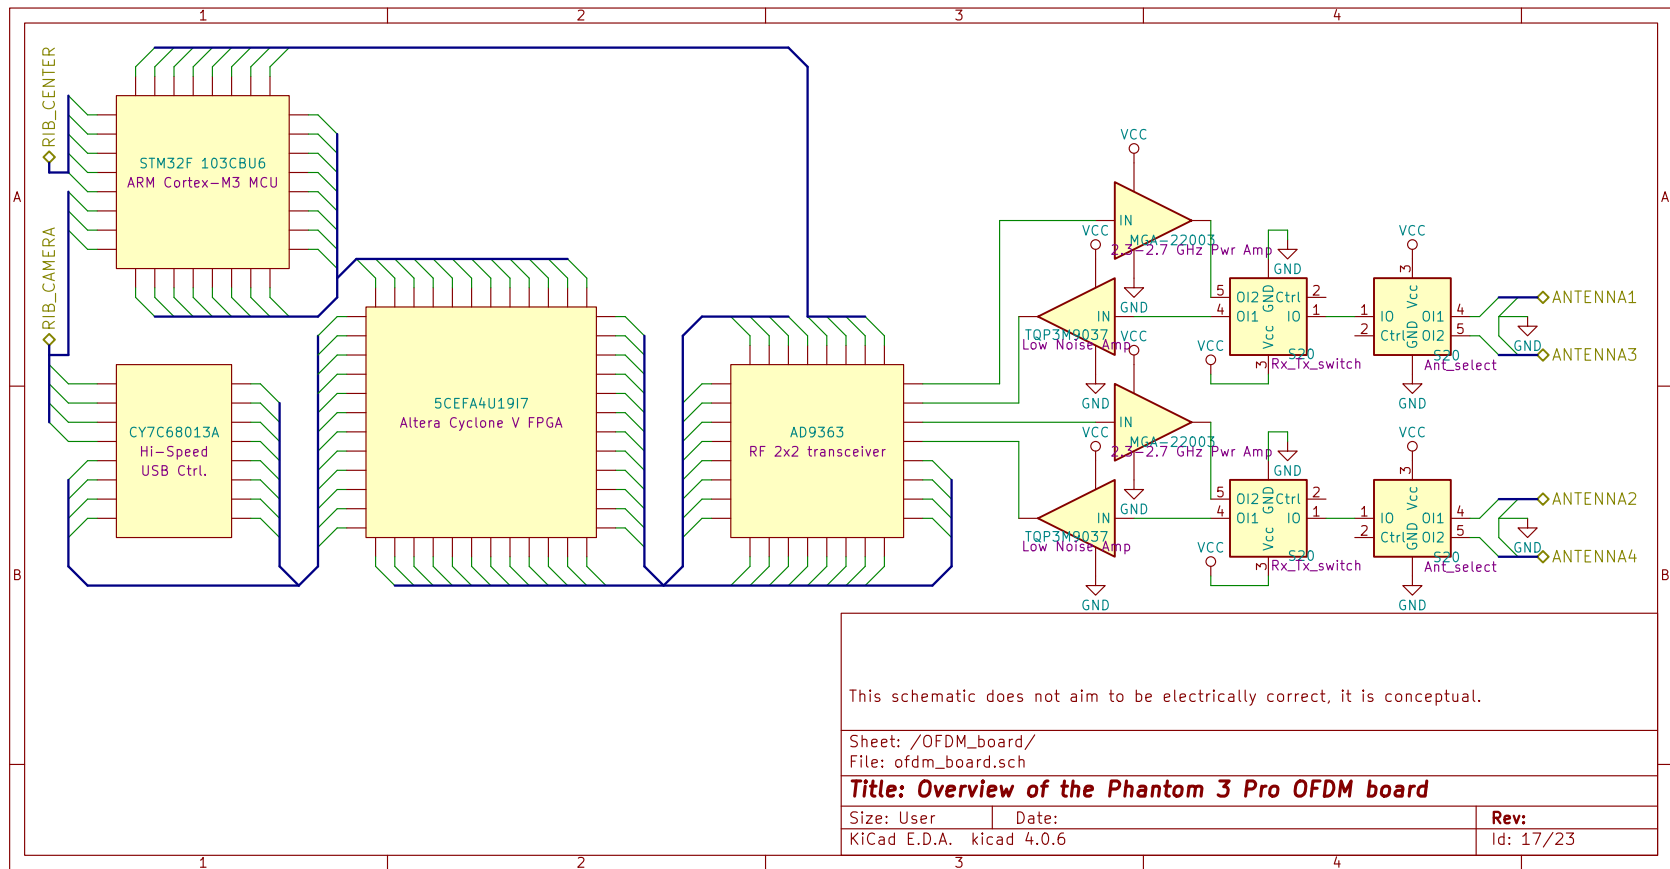 1 2 3 4
A
B
A
B
1 2 3 4
RIB_CENTER
RIB_CAMERA
STM32F 103CBU6
ARM Cortex-M3 MCU
CY7C68013A
Hi-Speed
USB Ctrl.
5CEFA4U19I7
Altera Cyclone V FPGA
AD9363
RF 2x2 transceiver
VCC
IN
MGA-22003
2.3-2.7 GHz Pwr Amp
GND
VCC
IN
TQP3M9037
Low Noise Amp
GND
GND
5 OI2 GND Ctrl 2
4 OI1 Vcc IO 1
3
S20
Rx_Tx_switch
VCC
VCC
3
1 IO Vcc OI1 4
2 Ctrl GND OI2 5
S20
Ant_select
GND
GND
ANTENNA1
ANTENNA3
VCC
IN
MGA-22003
2.3-2.7 GHz Pwr Amp
GND
VCC
IN
TQP3M9037
Low Noise Amp
GND
GND
5 OI2 GND Ctrl 2
4 OI1 Vcc IO 1
3
S20
Rx_Tx_switch
VCC
VCC
3
1 IO Vcc OI1 4
2 Ctrl GND OI2 5
S20
Ant_select
GND
GND
ANTENNA2
ANTENNA4
This schematic does not aim to be electrically correct, it is conceptual.
Sheet: /OFDM_board/
File: ofdm_board.sch
Title: Overview of the Phantom 3 Pro OFDM board
Size: User Date: Rev:
KiCad E.D.A. kicad 4.0.6 Id: 17/23